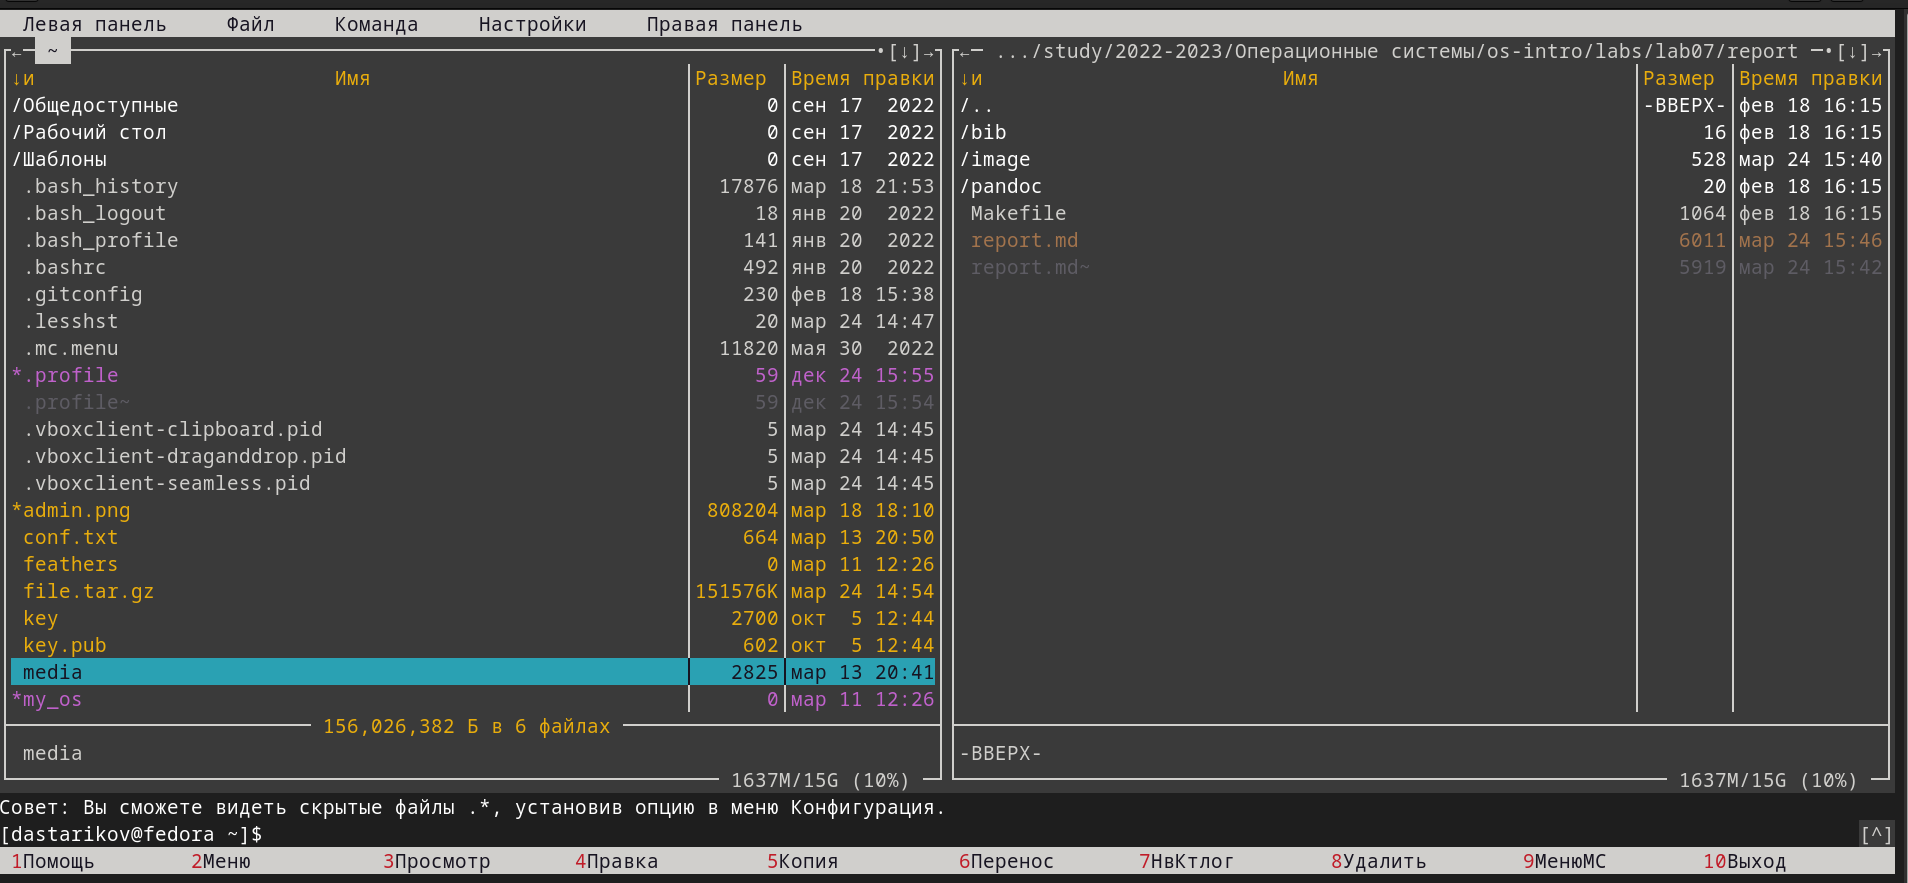 Левая панель Файл Команда Настройки Правая панель
← ~ •[↓]→ ← .../study/2022-2023/Операционные системы/os-intro/labs/lab07/report •[↓]→
↓и Имя Размер Время правки ↓и Имя Размер Время правки
/Общедоступные 0 сен 17 2022 /.. -ВВЕРХ- фев 18 16:15
/Рабочий стол 0 сен 17 2022 /bib 16 фев 18 16:15
/Шаблоны 0 сен 17 2022 /image 528 мар 24 15:40
.bash_history 17876 мар 18 21:53 /pandoc 20 фев 18 16:15
.bash_logout 18 янв 20 2022 Makefile 1064 фев 18 16:15
.bash_profile 141 янв 20 2022 report.md 6011 мар 24 15:46
.bashrc 492 янв 20 2022 report.md~ 5919 мар 24 15:42
.gitconfig 230 фев 18 15:38
.lesshst 20 мар 24 14:47
.mc.menu 11820 мая 30 2022
*.profile 59 дек 24 15:55
.profile~ 59 дек 24 15:54
.vboxclient-clipboard.pid 5 мар 24 14:45
.vboxclient-draganddrop.pid 5 мар 24 14:45
.vboxclient-seamless.pid 5 мар 24 14:45
*admin.png 808204 мар 18 18:10
conf.txt 664 мар 13 20:50
feathers 0 мар 11 12:26
file.tar.gz 151576K мар 24 14:54
key 2700 окт 5 12:44
key.pub 602 окт 5 12:44
media 2825 мар 13 20:41
*my_os 0 мар 11 12:26
156,026,382 Б в 6 файлах
media -ВВЕРХ-
1637M/15G (10%) 1637M/15G (10%)
Совет: Вы сможете видеть скрытые файлы .*, установив опцию в меню Конфигурация.
[dastarikov@fedora ~]$ [^]
1Помощь 2Меню 3Просмотр 4Правка 5Копия 6Перенос 7НвКтлог 8Удалить 9МенюMC 10Выход